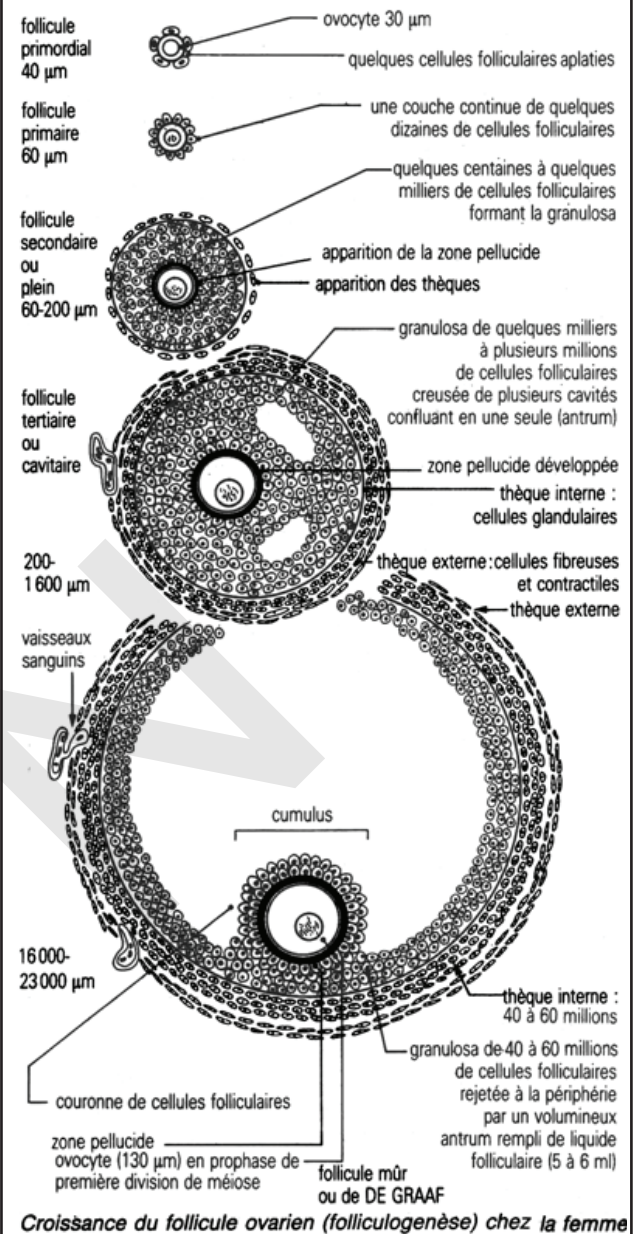 follicule
primordial
40 µm
ovocyte 30 µm
quelques cellules folliculaires aplaties
follicule
primaire
60 µm
une couche continue de quelques
dizaines de cellules folliculaires
quelques centaines à quelques
milliers de cellules folliculaires
formant la granulosa
follicule
secondaire
ou
plein
60-200 µm
apparition de la zone pellucide
apparition des thèques
granulosa de quelques milliers
à plusieurs millions
de cellules folliculaires
creusée de plusieurs cavités
confluant en une seule (antrum)
follicule
tertiaire
ou
cavitaire
zone pellucide développée
thèque interne :
cellules glandulaires
200-
1 600 µm
thèque externe : cellules fibreuses
et contractiles
thèque externe
vaisseaux
sanguins
cumulus
16 000-
23 000 µm
thèque interne :
40 à 60 millions
granulosa de 40 à 60 millions
de cellules folliculaires
rejetée à la périphérie
par un volumineux
antrum rempli de liquide
folliculaire (5 à 6 ml)
couronne de cellules folliculaires
zone pellucide
ovocyte (130 µm) en prophase de
première division de méiose
follicule mûr
ou de DE GRAAF
Croissance du follicule ovarien (folliculogenèse) chez la femme